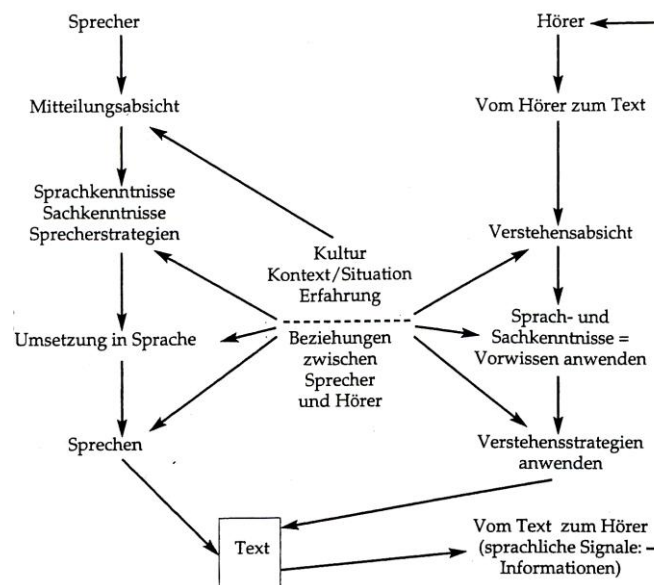 Sprecher
Mitteilungsabsicht
Sprachkenntnisse
Sachkenntnisse
Sprecherstrategien
Umsetzung in Sprache
Sprechen
Kultur
Kontext/Situation
Erfahrung
Beziehungen
zwischen
Sprecher
und Hörer
Hörer
Vom Hörer zum Text
Verstehensabsicht
Sprach- und
Sachkenntnisse =
Vorwissen anwenden
Verstehensstrategien
anwenden
Text
Vom Text zum Hörer
(sprachliche Signale:
Informationen)